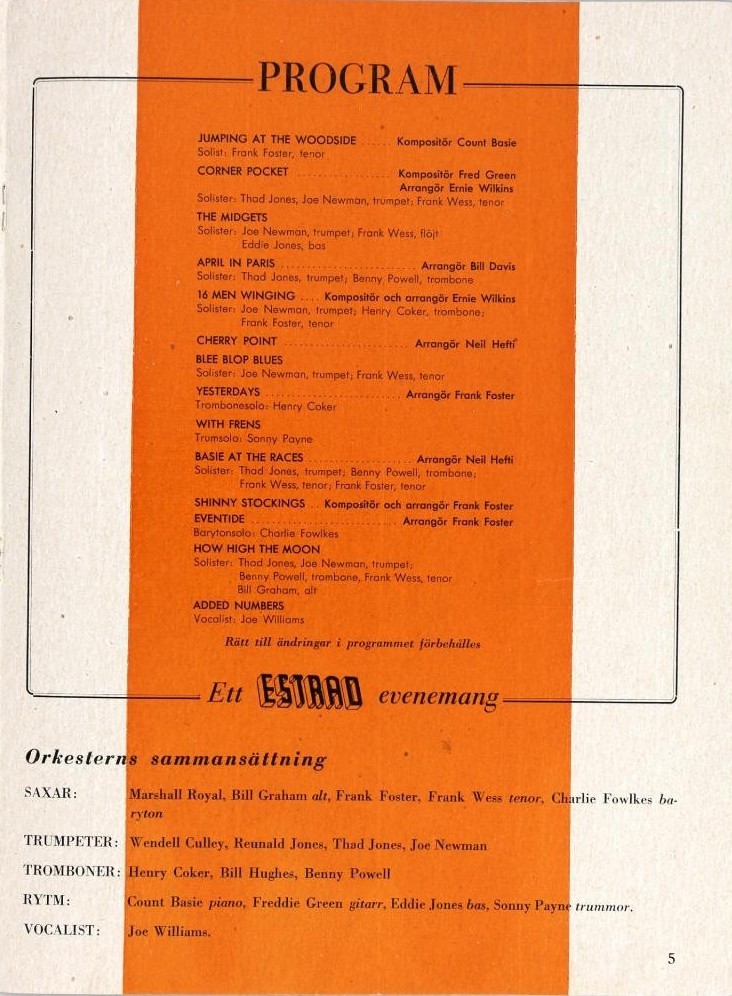 PROGRAM
JUMPING AT THE WOODSIDE ...... Kompositör Count Basie
Solist: Frank Foster, tenor
CORNER POCKET ................. Kompositör Fred Green
Arrangör Ernie Wilkins
Solister: Thad Jones, Joe Newman, trumpet; Frank Wess, tenor
THE MIDGETS
Solister: Joe Newman, trumpet; Frank Wess, flöjt
Eddie Jones, bas
APRIL IN PARIS ........................ Arrangör Bill Davis
Solister: Thad Jones, trumpet; Benny Powell, trombone
16 MEN WINGING .... Kompositör och arrangör Ernie Wilkins
Solister: Joe Newman, trumpet; Henry Coker, trombone;
Frank Foster, tenor
CHERRY POINT ........................... Arrangör Neil Hefti
BLEE BLOP BLUES
Solister: Joe Newman, trumpet; Frank Wess, tenor
YESTERDAYS ........................ Arrangör Frank Foster
Trombonesolo: Henry Coker
WITH FRENS
Trumsolo: Sonny Payne
BASIE AT THE RACES .................... Arrangör Neil Hefti
Solister: Thad Jones, trumpet; Benny Powell, trombone;
Frank Wess, tenor; Frank Foster, tenor
SHINNY STOCKINGS .. Kompositör och arrangör Frank Foster
EVENTIDE .......................... Arrangör Frank Foster
Barytonsolo: Charlie Fowlkes
HOW HIGH THE MOON
Solister: Thad Jones, Joe Newman, trumpet;
Benny Powell, trombone, Frank Wess, tenor
Bill Graham, alt
ADDED NUMBERS
Vocalist: Joe Williams
Rätt till ändringar i programmet förbehålles
Ett ESTRAD evenemang
Orkesterns sammansättning
SAXAR: Marshall Royal, Bill Graham alt, Frank Foster, Frank Wess tenor, Charlie Fowlkes ba-
ryton
TRUMPETER: Wendell Culley, Reunald Jones, Thad Jones, Joe Newman
TROMBONER: Henry Coker, Bill Hughes, Benny Powell
RYTM: Count Basie piano, Freddie Green gitarr, Eddie Jones bas, Sonny Payne trummor.
VOCALIST: Joe Williams.
5